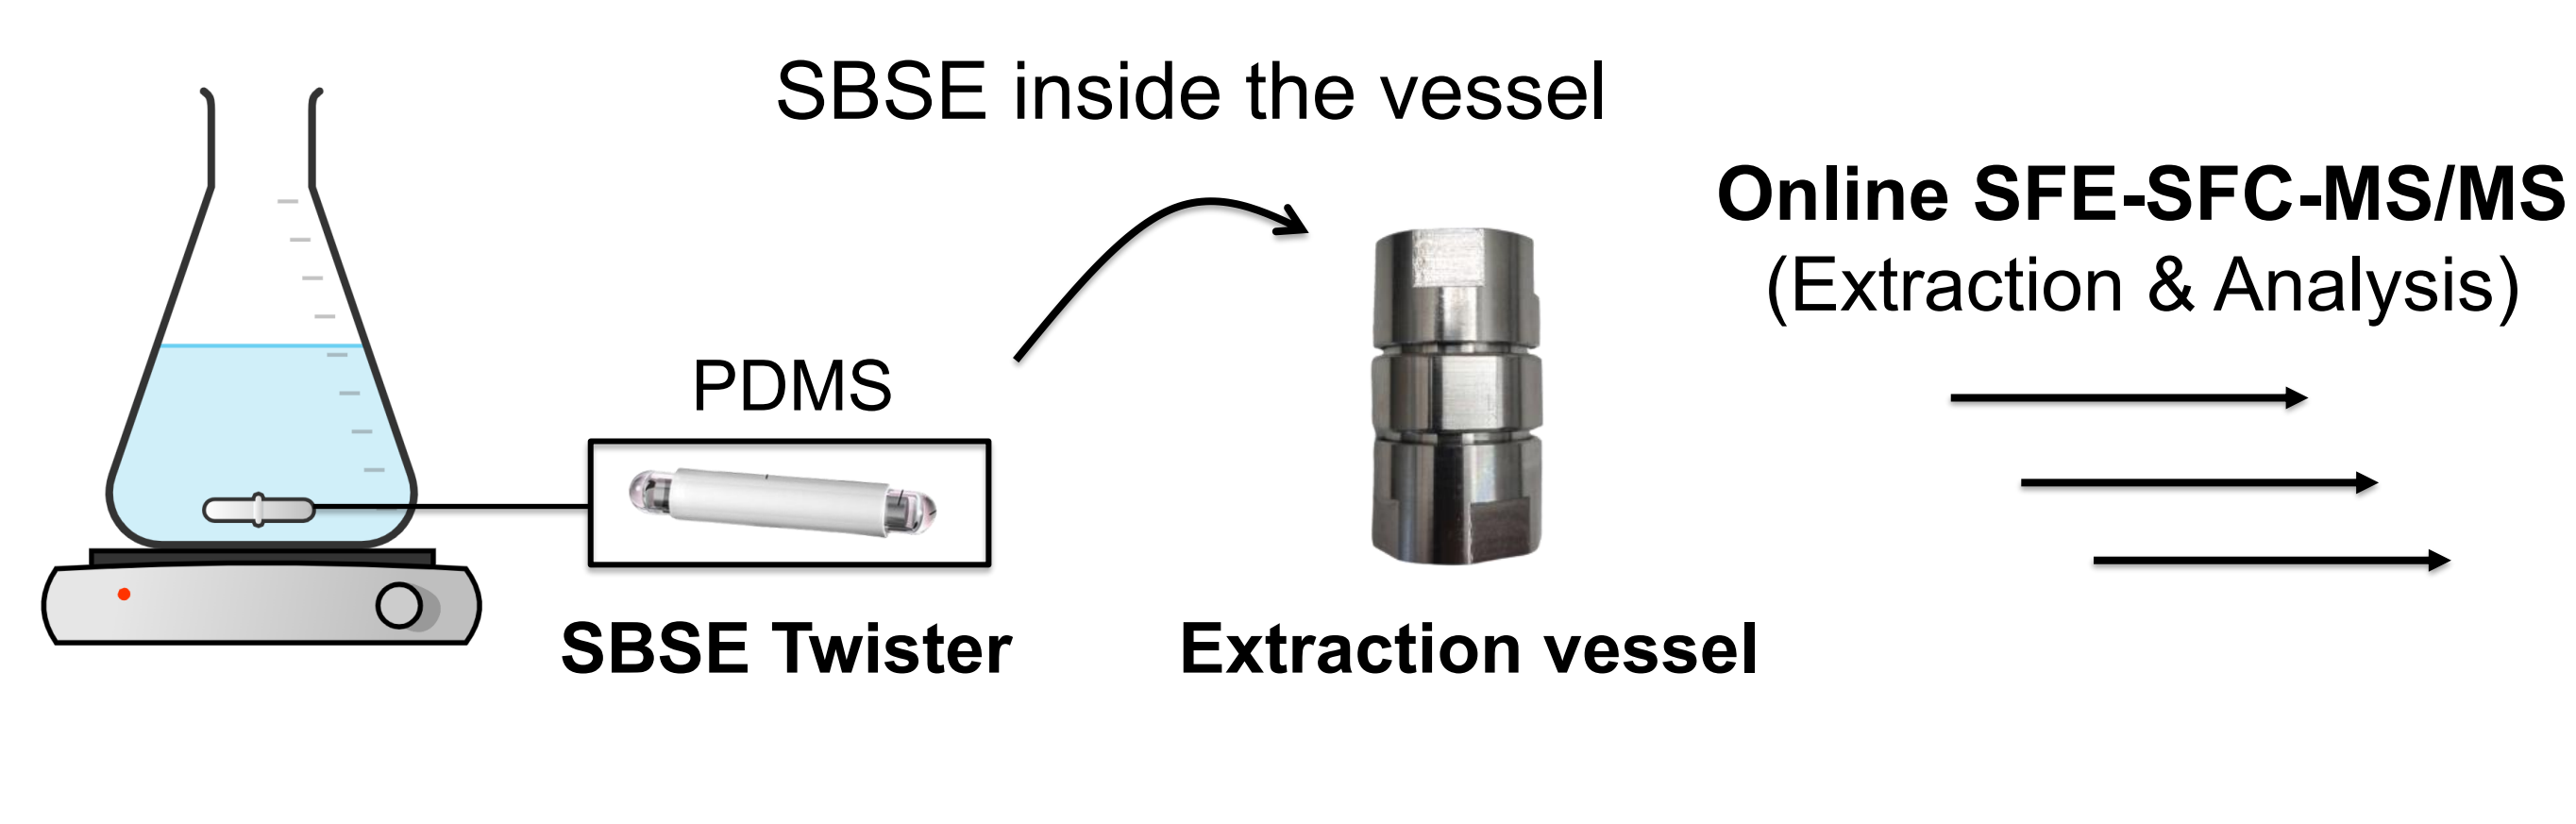 SBSE inside the vessel
Online SFE-SFC-MS/MS
(Extraction & Analysis)
PDMS
SBSE Twister
Extraction vessel